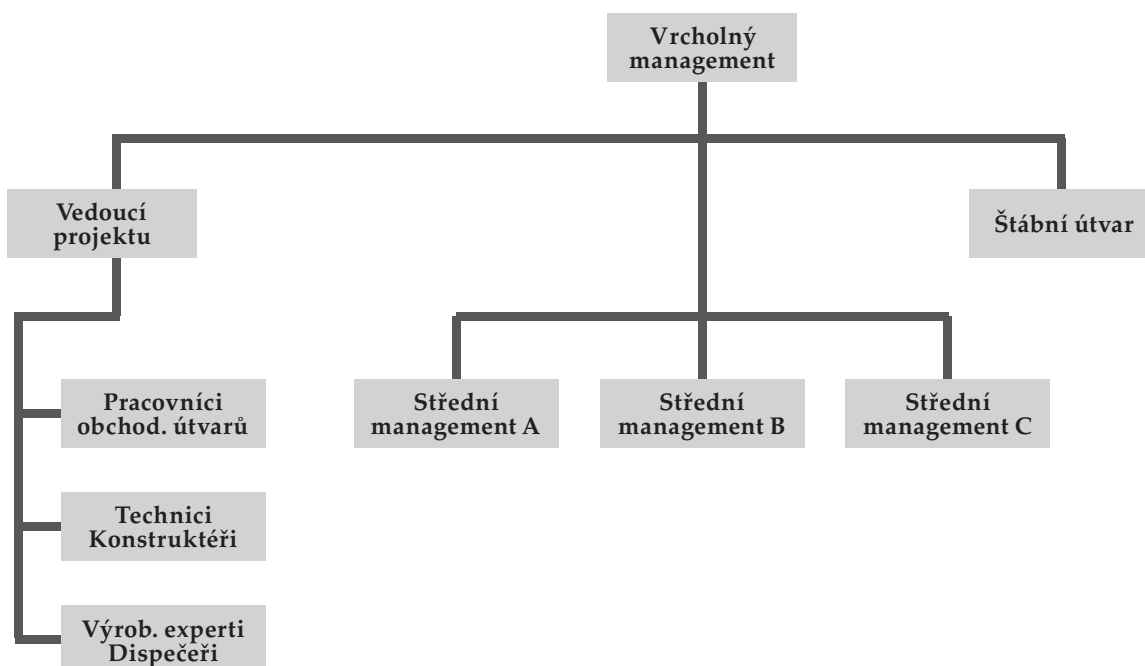 Vrcholný
management
Vedoucí
projektu
Štábní útvar
Pracovníci
obchod. útvarů
Střední
management A
Střední
management B
Střední
management C
Technici
Konstruktéři
Výrob. experti
Dispečeři